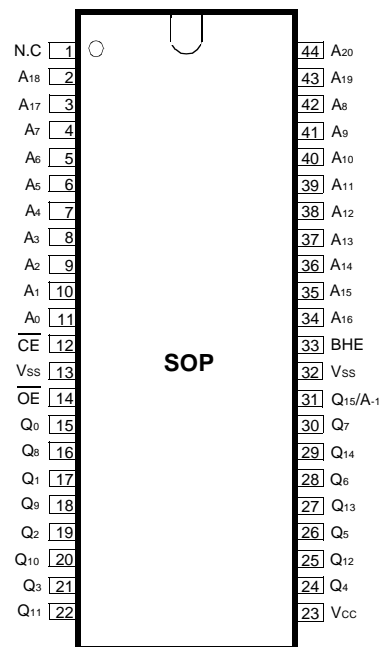 N.C 1 44 A20
A18 2 43 A19
A17 3 42 A8
A7 4 41 A9
A6 5 40 A10
A5 6 39 A11
A4 7 38 A12
A3 8 37 A13
A2 9 36 A14
A1 10 35 A15
A0 11 34 A16
CE 12 33 BHE
VSS 13 32 VSS
OE 14 31 Q15/A-1
Q0 15 30 Q7
Q8 16 29 Q14
Q1 17 28 Q6
Q9 18 27 Q13
Q2 19 26 Q5
Q10 20 25 Q12
Q3 21 24 Q4
Q11 22 23 VCC
SOP